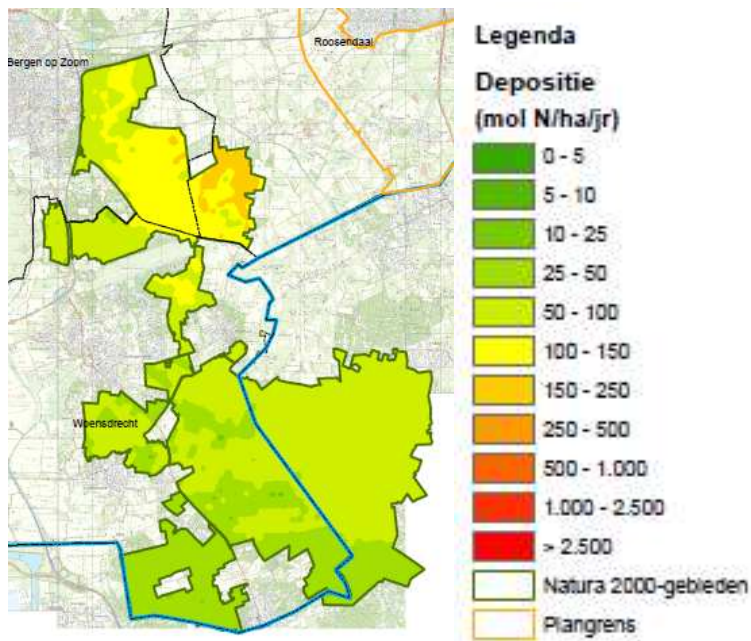 Roosendaal
Bergen op Zoom
Woensdrecht
Legenda
Depositie
(mol N/ha/jr)
0 - 5
5 - 10
10 - 25
25 - 50
50 - 100
100 - 150
150 - 250
250 - 500
500 - 1.000
1.000 - 2.500
> 2.500
Natura 2000-gebieden
Plangrens